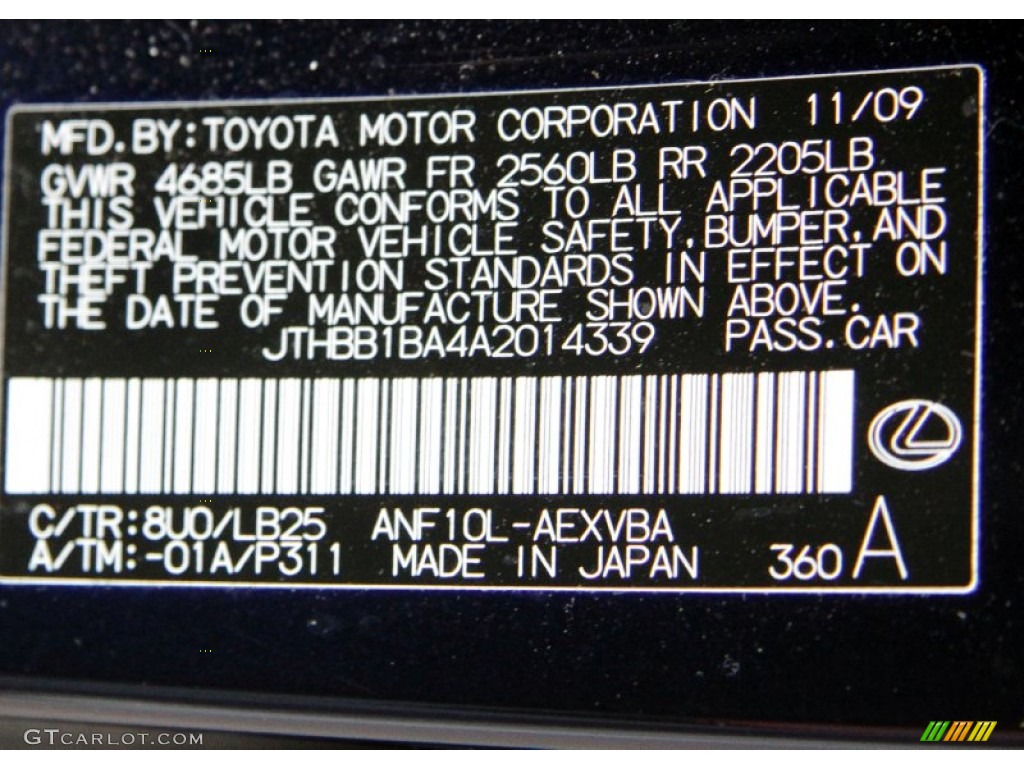 MFD. BY: TOYOTA MOTOR CORPORATION 11/09
GVWR 4685LB GAWR FR 2560LB RR 2205LB
THIS VEHICLE CONFORMS TO ALL APPLICABLE
FEDERAL MOTOR VEHICLE SAFETY, BUMPER, AND
THEFT PREVENTION STANDARDS IN EFFECT ON
THE DATE OF MANUFACTURE SHOWN ABOVE.
JTHBB1BA4A2014339 PASS. CAR
C/TR:8U0/LB25 ANF10L-AEXVBA
A/TM:-01A/P311 MADE IN JAPAN 360 A
GTCARLOT.COM